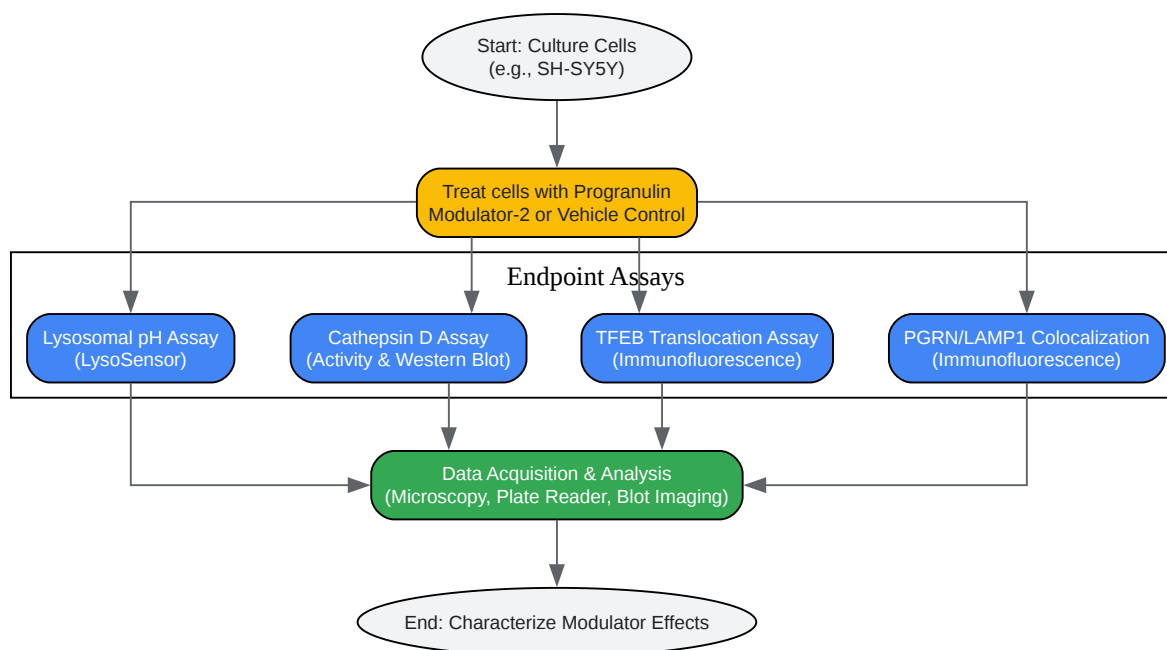 Start: Culture Cells
(e.g., SH-SY5Y)
Treat cells with Progranulin
Modulator-2 or Vehicle Control
Endpoint Assays
Lysosomal pH Assay
(LysoSensor)
Cathepsin D Assay
(Activity & Western Blot)
TFEB Translocation Assay
(Immunofluorescence)
PGRN/LAMP1 Colocalization
(Immunofluorescence)
Data Acquisition & Analysis
(Microscopy, Plate Reader, Blot Imaging)
End: Characterize Modulator Effects